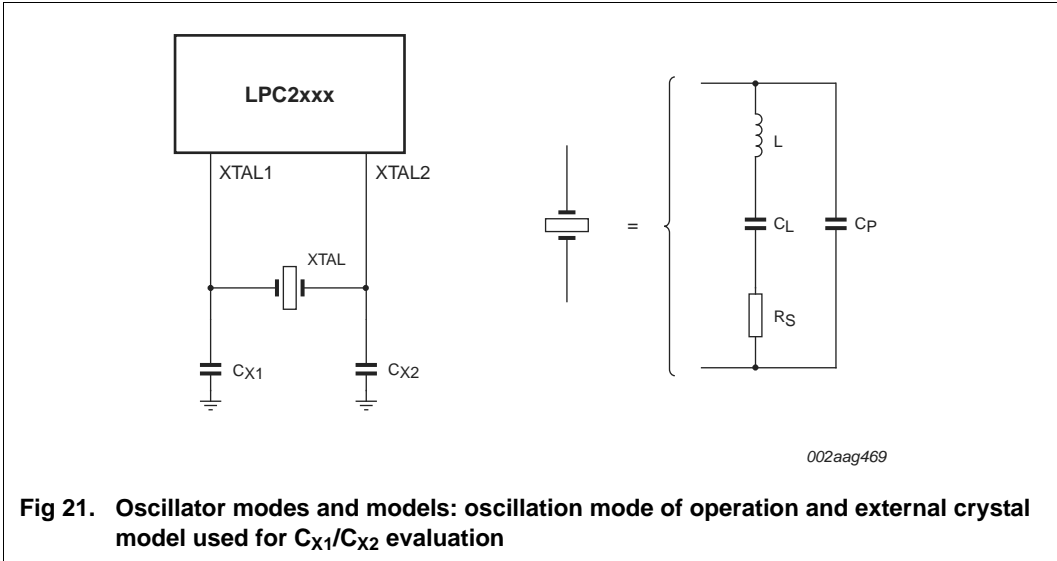 LPC2xxx
XTAL1
XTAL2
XTAL
CX1
CX2
=
L
CL
CP
RS
002aag469
Fig 21. Oscillator modes and models: oscillation mode of operation and external crystal
model used for CX1/CX2 evaluation